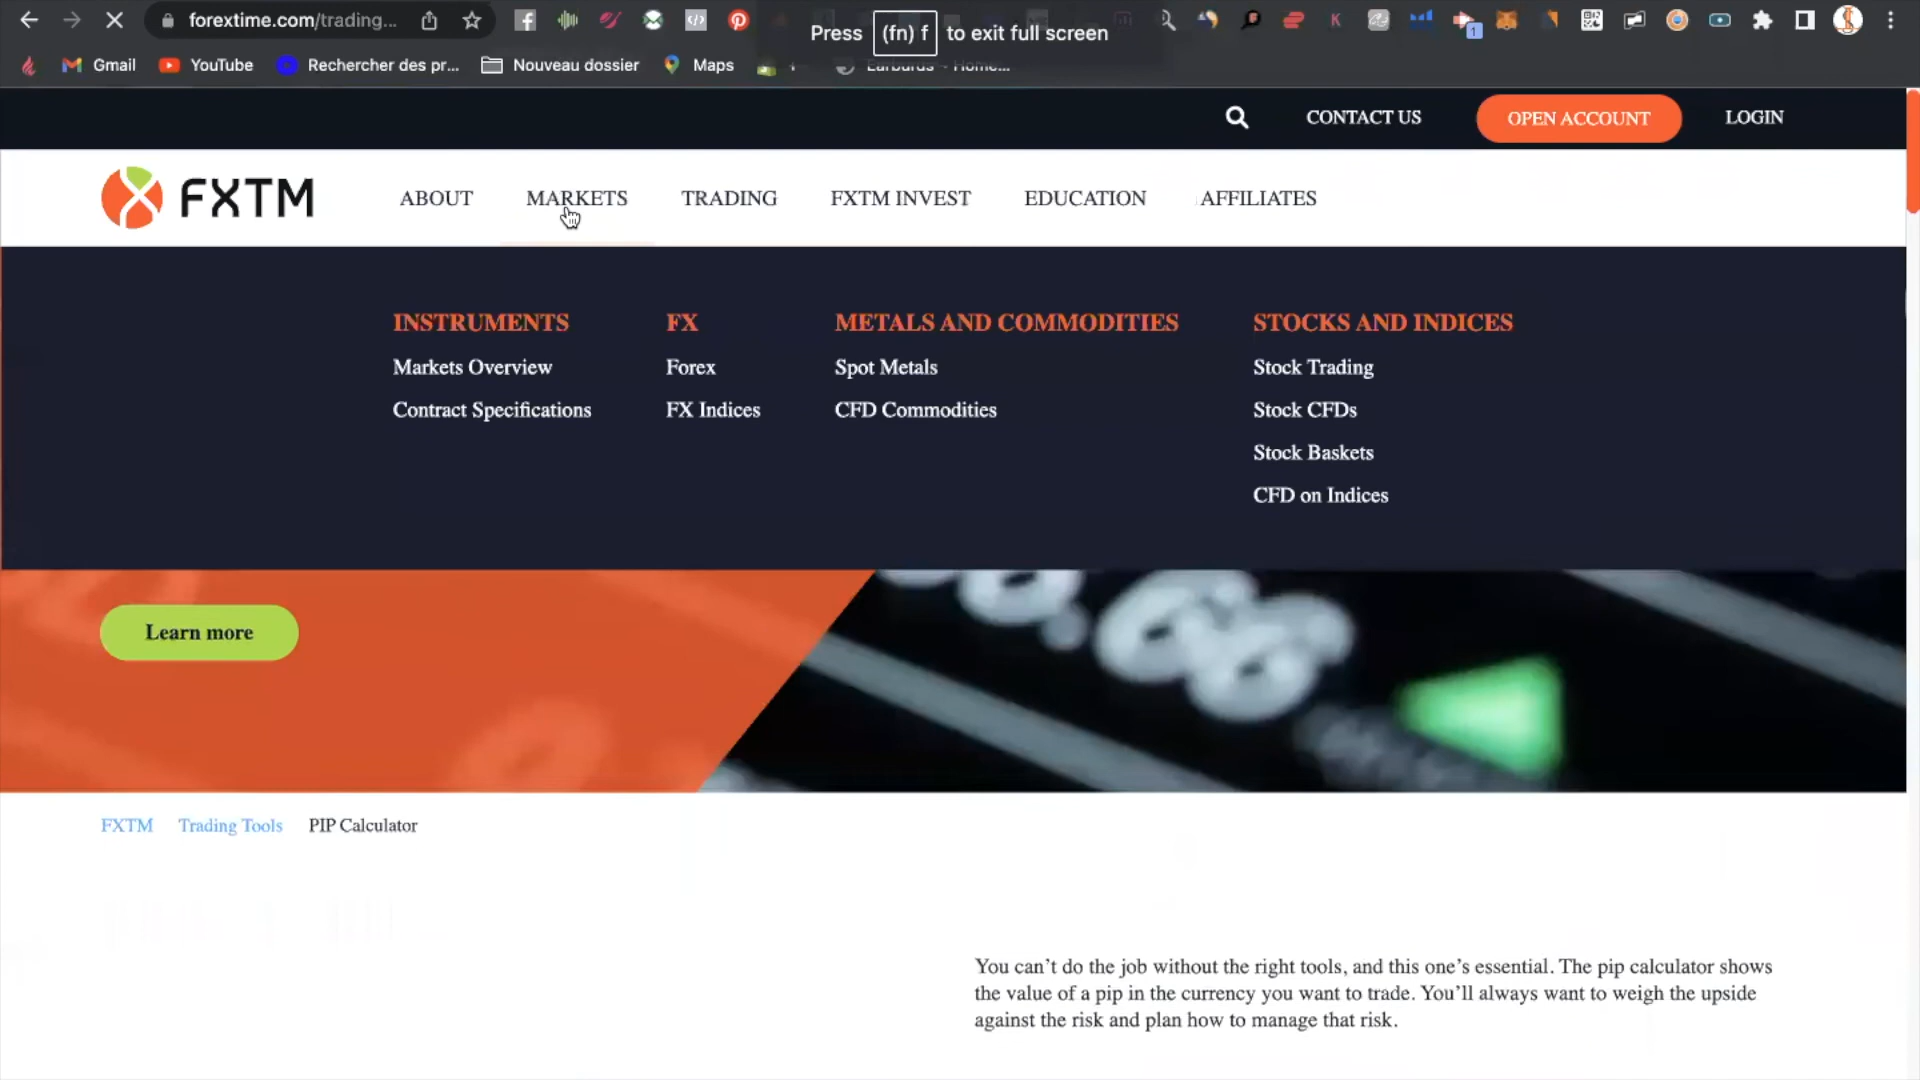 forextime.com/trading...
Press (fn) f to exit full screen
1
Gmail
YouTube
Rechercher des pr...
Nouveau dossier
Maps
Earburds - Home...
CONTACT US
OPEN ACCOUNT
LOGIN
FXTM
ABOUT
MARKETS
TRADING
FXTM INVEST
EDUCATION
AFFILIATES
INSTRUMENTS
Markets Overview
Contract Specifications
FX
Forex
FX Indices
METALS AND COMMODITIES
Spot Metals
CFD Commodities
STOCKS AND INDICES
Stock Trading
Stock CFDs
Stock Baskets
CFD on Indices
Learn more
FXTM Trading Tools PIP Calculator
You can't do the job without the right tools, and this one's essential. The pip calculator shows
the value of a pip in the currency you want to trade. You'll always want to weigh the upside
against the risk and plan how to manage that risk.